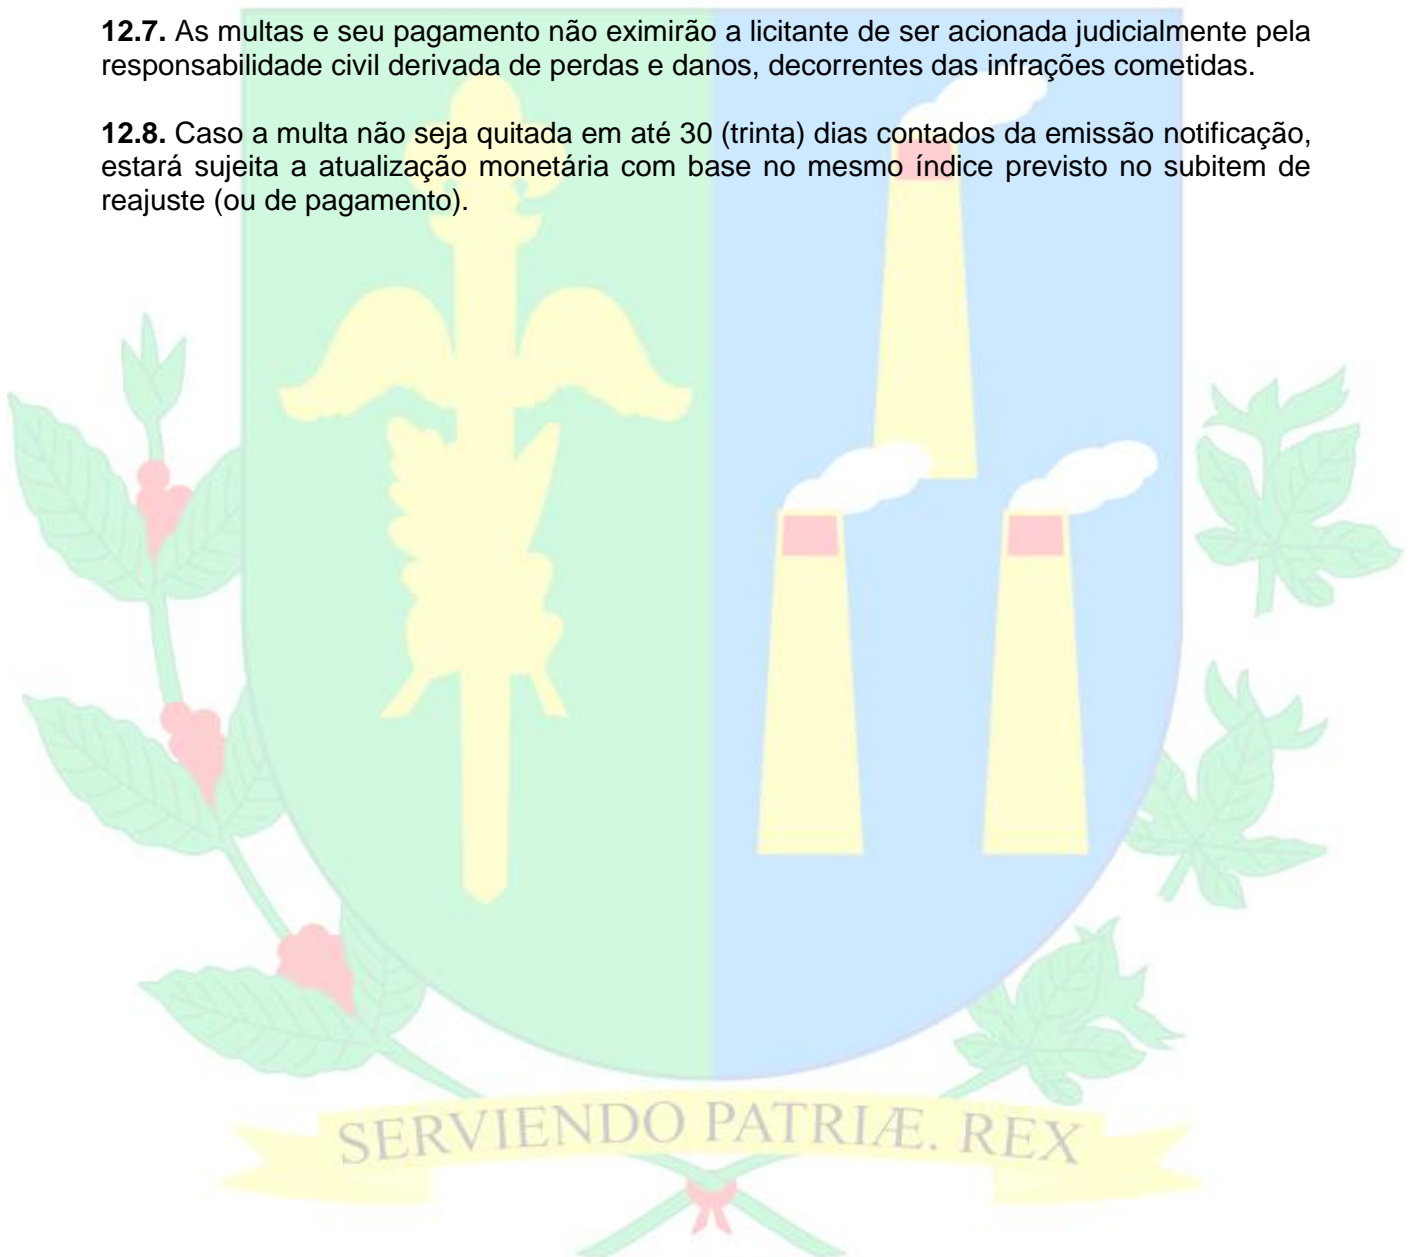 12.7. As multas e seu pagamento não eximirão a licitante de ser acionada judicialmente pela
responsabilidade civil derivada de perdas e danos, decorrentes das infrações cometidas.
12.8. Caso a multa não seja quitada em até 30 (trinta) dias contados da emissão notificação,
estará sujeita a atualização monetária com base no mesmo índice previsto no subitem de
reajuste (ou de pagamento).
SERVIENDO PATRIÆ. REX